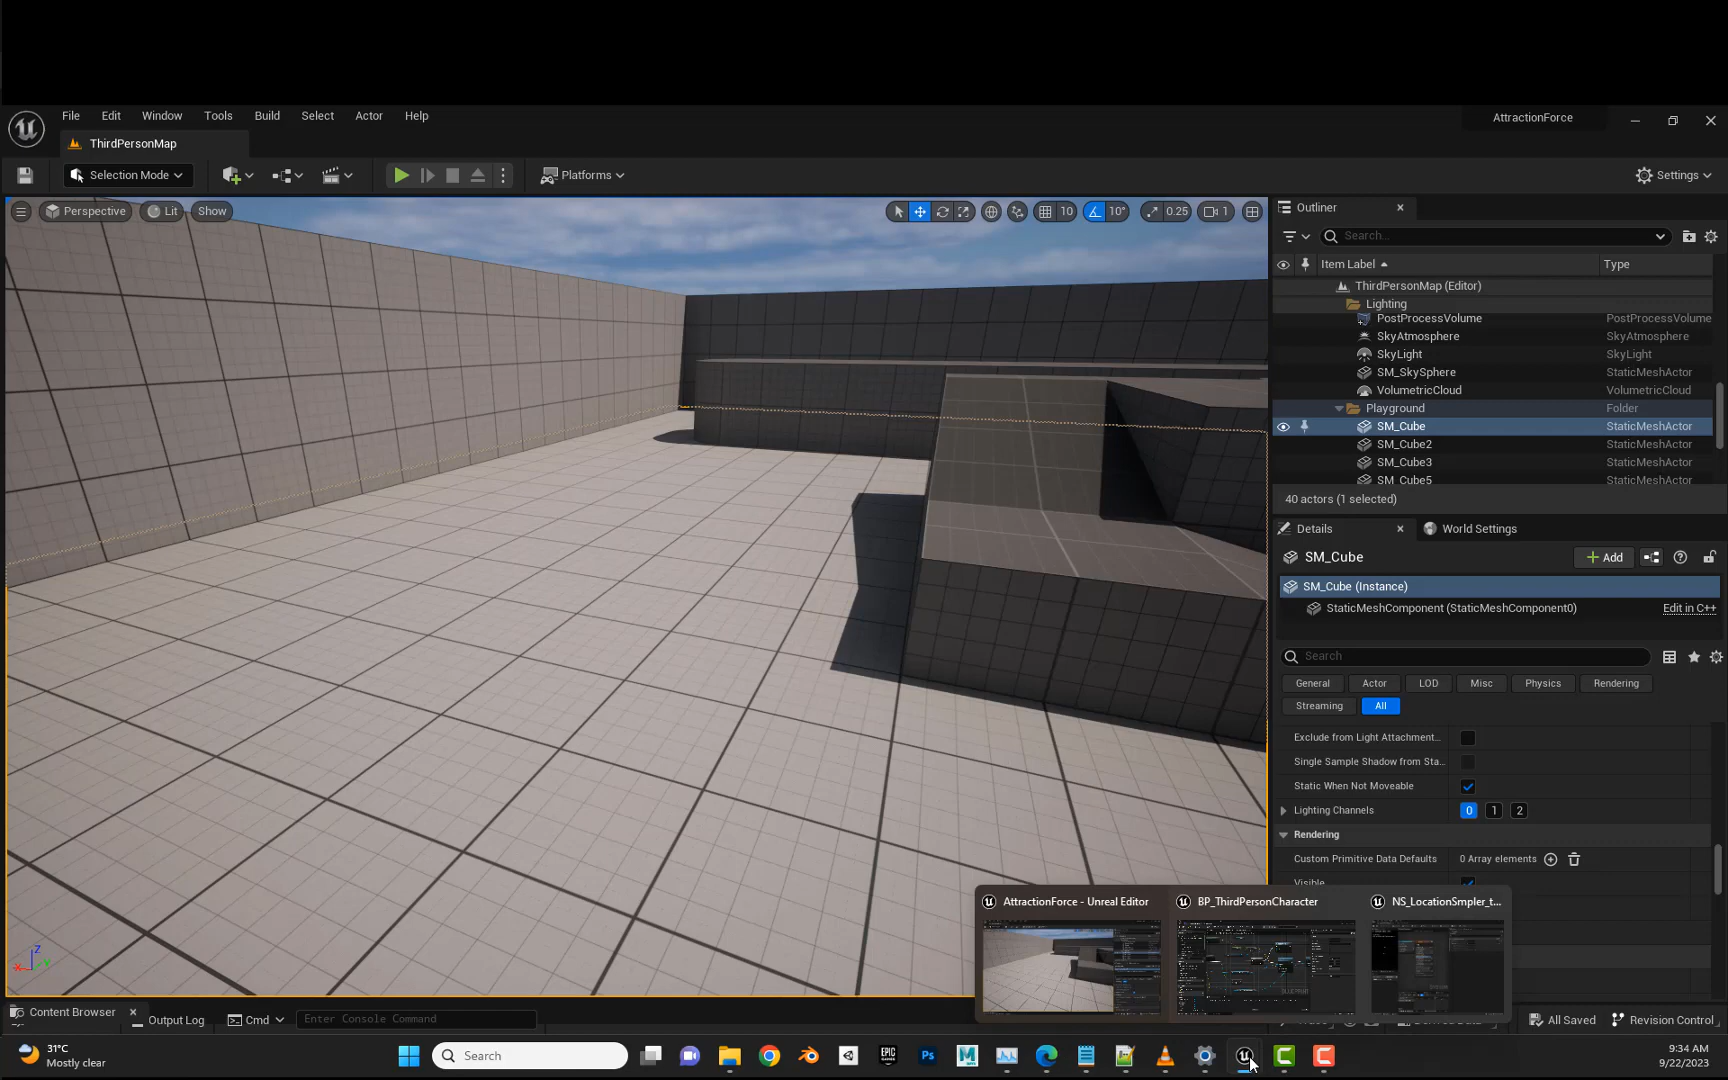 File Edit Window Tools Build Select Actor Help
AttractionForce
ThirdPersonMap
Selection Mode
Platforms
Settings
Perspective Lit Show
10 10° 0.25 1
Outliner
Search...
Item Label Type
ThirdPersonMap (Editor)
Lighting
PostProcessVolume PostProcessVolume
SkyAtmosphere SkyAtmosphere
SkyLight SkyLight
SM_SkySphere StaticMeshActor
VolumetricCloud VolumetricCloud
Playground Folder
SM_Cube StaticMeshActor
SM_Cube2 StaticMeshActor
SM_Cube3 StaticMeshActor
SM_Cube5 StaticMeshActor
40 actors (1 selected)
Details World Settings
SM_Cube Add
SM_Cube (Instance)
StaticMeshComponent (StaticMeshComponent0) Edit in C++
Search
General Actor LOD Misc Physics Rendering
Streaming All
Exclude from Light Attachment...
Single Sample Shadow from Sta...
Static When Not Moveable
Lighting Channels 0 1 2
Rendering
Custom Primitive Data Defaults 0 Array elements
Visible
AttractionForce - Unreal Editor BP_ThirdPersonCharacter NS_LocationSmpler_t...
Z
X Y
Content Browser Output Log Cmd Enter Console Command
All Saved Revision Control
31°C
Mostly clear
Search
EPIC
GAMES
Ps
9:34 AM
9/22/2023